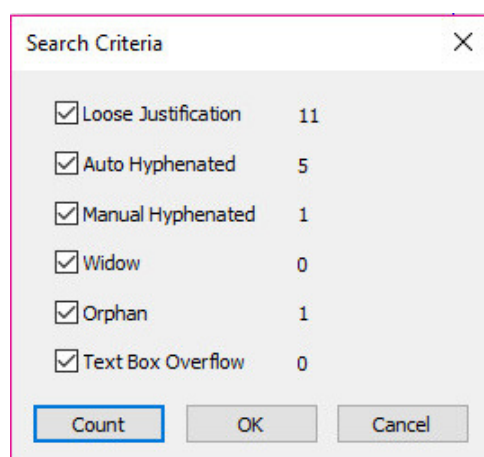 Search Criteria
Loose Justification 11
Auto Hyphenated 5
Manual Hyphenated 1
Widow 0
Orphan 1
Text Box Overflow 0
Count OK Cancel